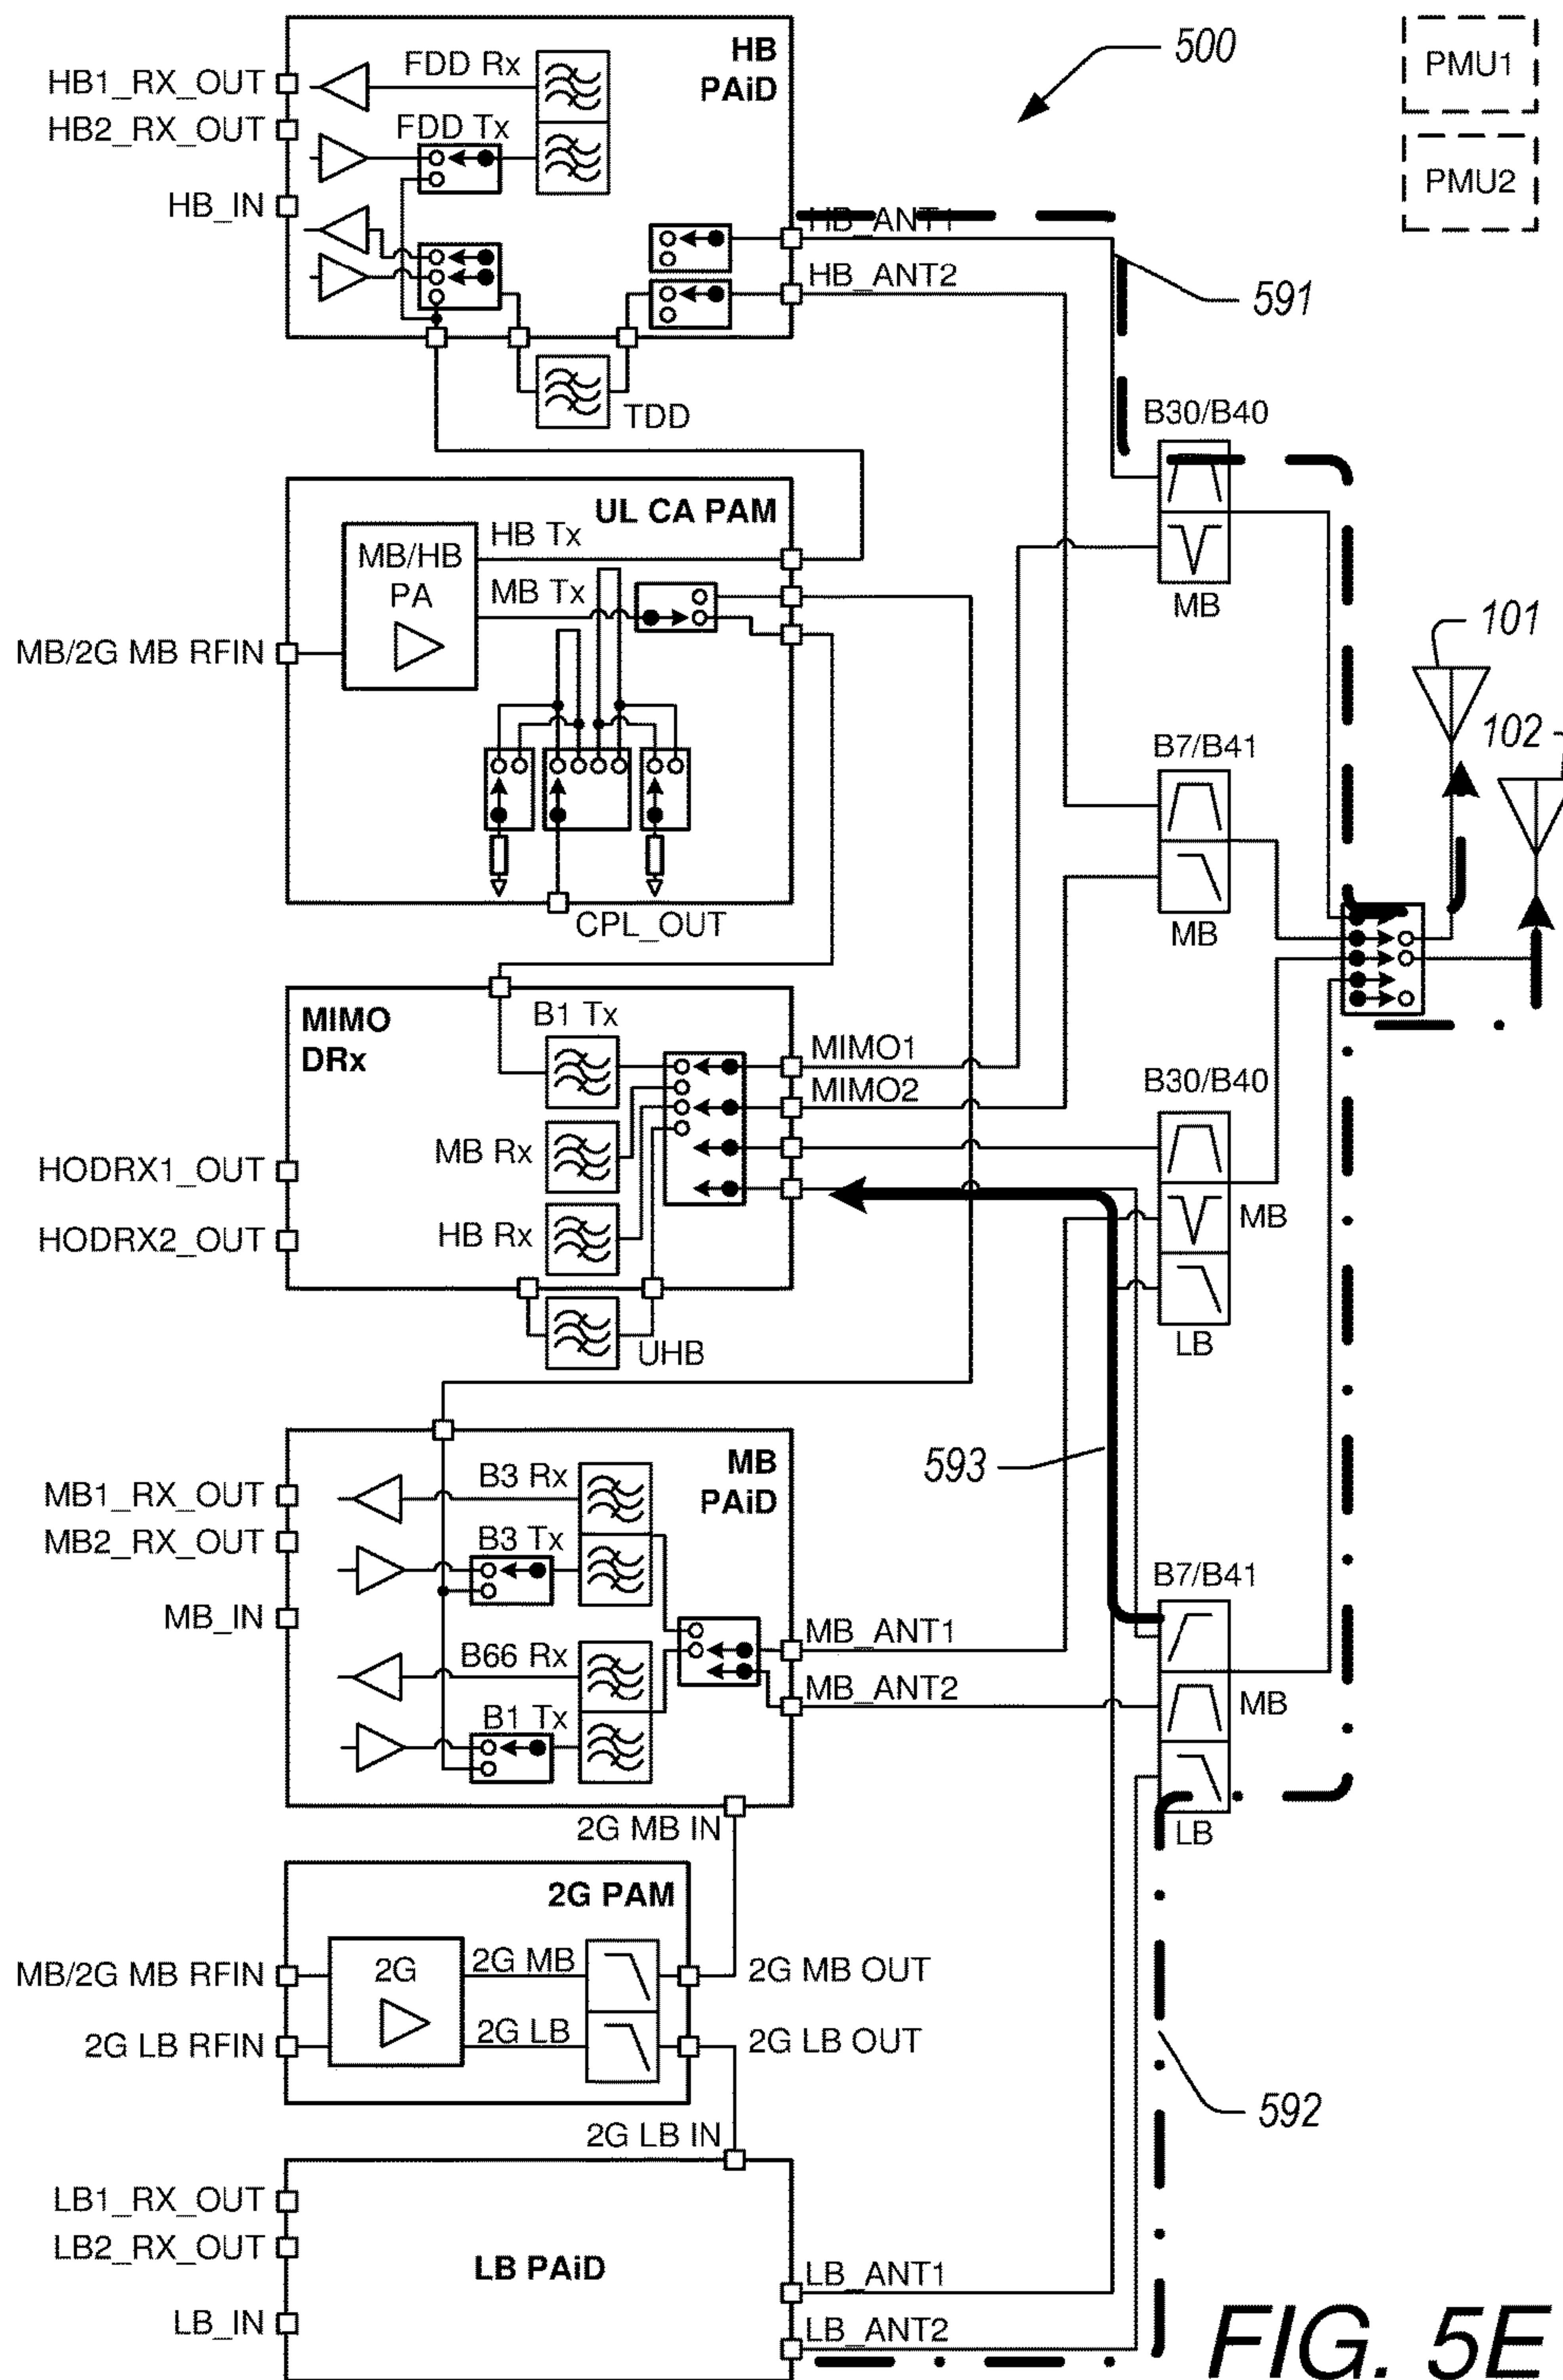 HB
PAiD
FDD Rx
HB1_RX_OUT
HB2_RX_OUT
FDD Tx
HB_IN
HB_ANT1
HB_ANT2
TDD
500
PMU1
PMU2
591
B30/B40
MB
UL CA PAM
MB/HB
PA
HB Tx
MB Tx
MB/2G MB RFIN
CPL_OUT
B7/B41
MB
101
102
MIMO
DRx
B1 Tx
MIMO1
MIMO2
MB Rx
HB Rx
HODRX1_OUT
HODRX2_OUT
UHB
B30/B40
MB
LB
593
MB
PAiD
B3 Rx
MB1_RX_OUT
MB2_RX_OUT
B3 Tx
MB_IN
B66 Rx
B1 Tx
MB_ANT1
MB_ANT2
B7/B41
MB
LB
2G MB IN
2G PAM
MB/2G MB RFIN
2G
2G MB
2G MB OUT
2G LB RFIN
2G LB
2G LB OUT
592
2G LB IN
LB1_RX_OUT
LB2_RX_OUT
LB PAiD
LB_IN
LB_ANT1
LB_ANT2
FIG. 5E